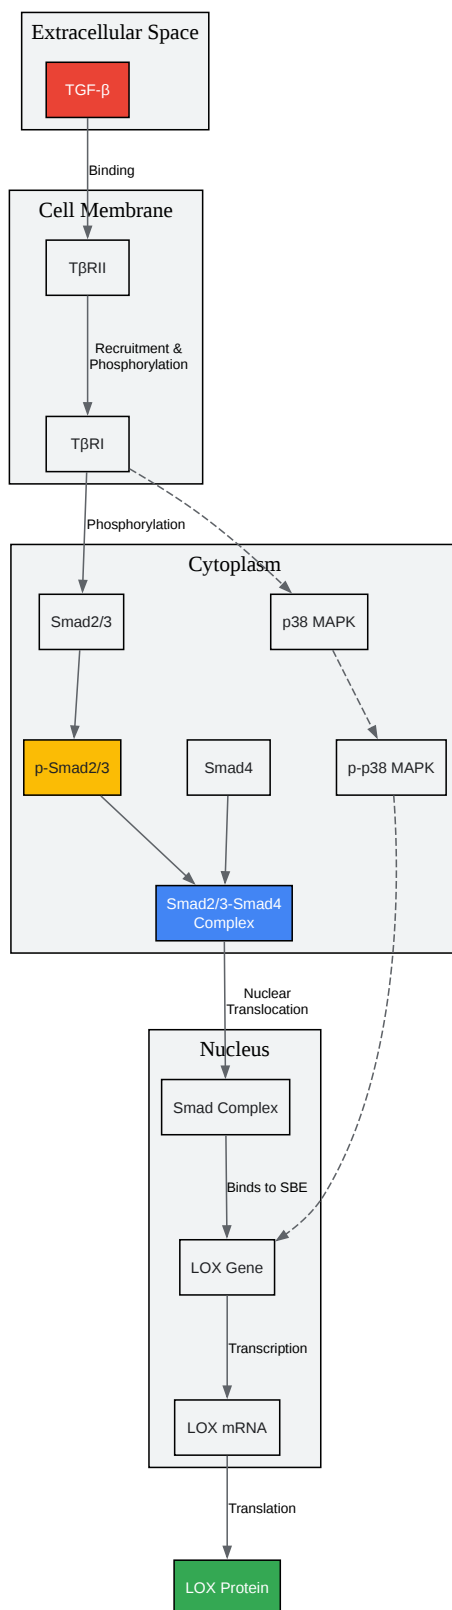 Extracellular Space
TGF-β
Binding
Cell Membrane
TβRII
Recruitment &
Phosphorylation
TβRI
Phosphorylation
Cytoplasm
Smad2/3
p38 MAPK
p-Smad2/3
Smad4
p-p38 MAPK
Smad2/3-Smad4
Complex
Nuclear
Translocation
Nucleus
Smad Complex
Binds to SBE
LOX Gene
Transcription
LOX mRNA
Translation
LOX Protein